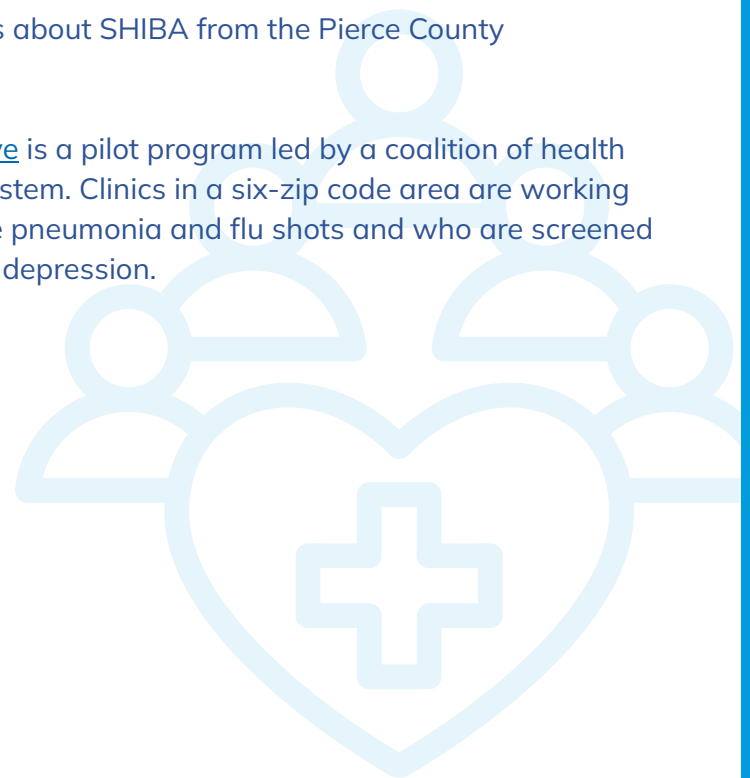 s about SHIBA from the Pierce County
ve is a pilot program led by a coalition of health
stem. Clinics in a six-zip code area are working
e pneumonia and flu shots and who are screened
depression.